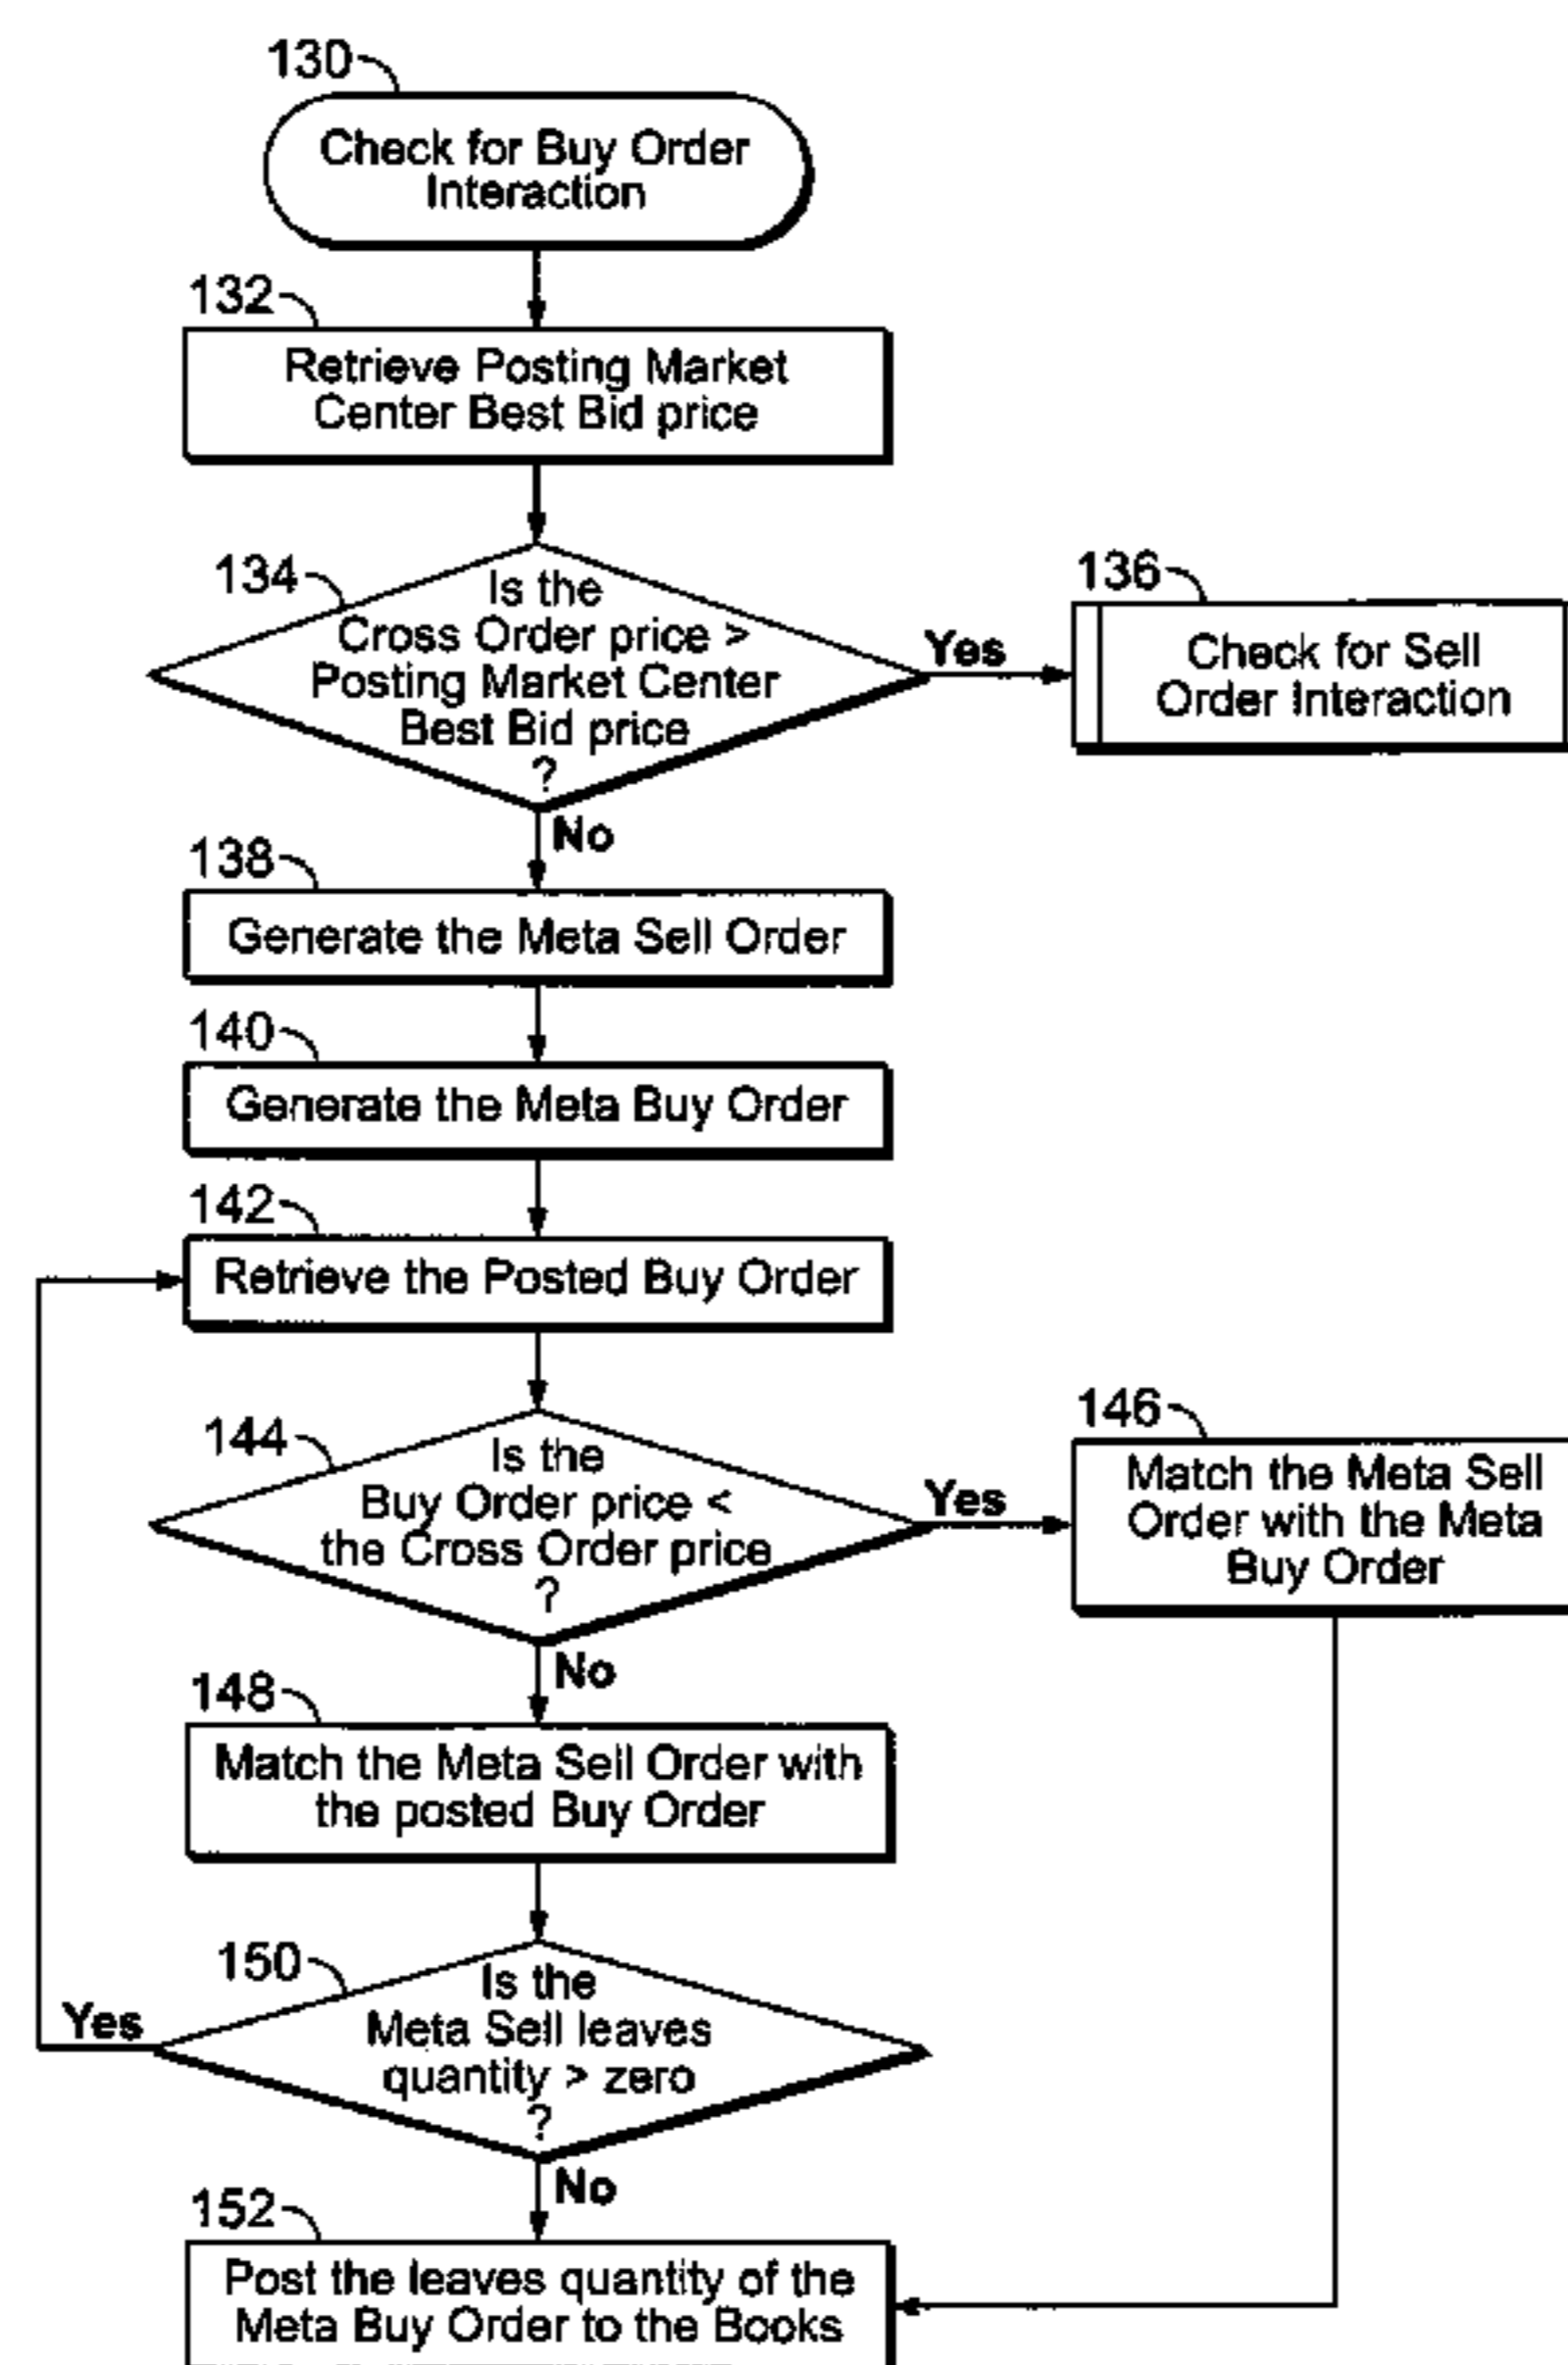 130
Check for Buy Order
Interaction
132
Retrieve Posting Market
Center Best Bid price
134
Is the
Cross Order price >
Posting Market Center
Best Bid price
?
Yes
136
Check for Sell
Order Interaction
No
138
Generate the Meta Sell Order
140
Generate the Meta Buy Order
142
Retrieve the Posted Buy Order
144
Is the
Buy Order price <
the Cross Order price
?
Yes
146
Match the Meta Sell
Order with the Meta
Buy Order
No
148
Match the Meta Sell Order with
the posted Buy Order
150
Is the
Meta Sell leaves
quantity > zero
?
Yes
No
152
Post the leaves quantity of the
Meta Buy Order to the Books